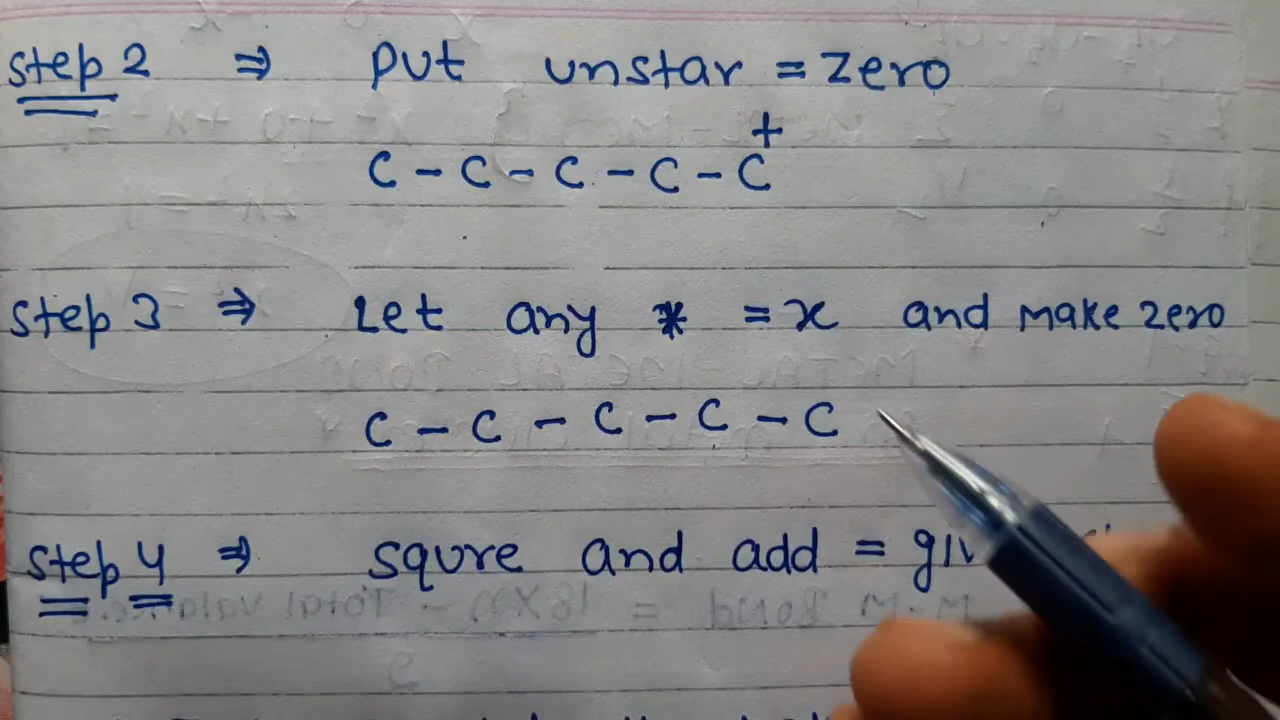 step 2 ⇒ put unstar = zero
C - C - C - C - C⁺
step 3 ⇒ Let any * = x and make zero
C - C - C - C - C
step 4 ⇒ squre and add =